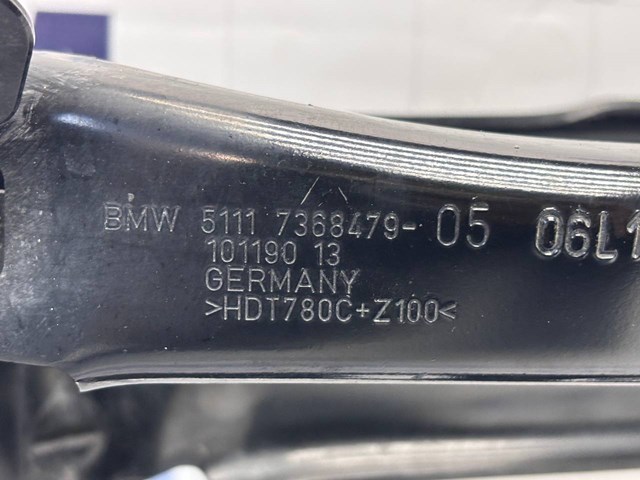 BMW 5111 7368479- 05 06L1
101190 13
GERMANY
>HDT780C+Z100<